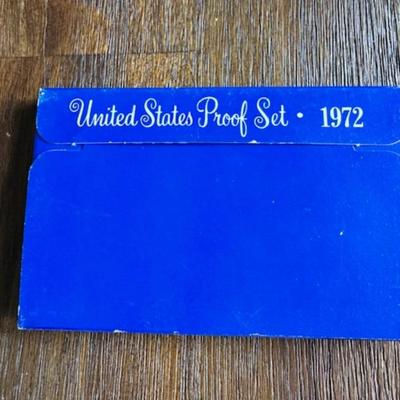 United States Proof Set • 1972